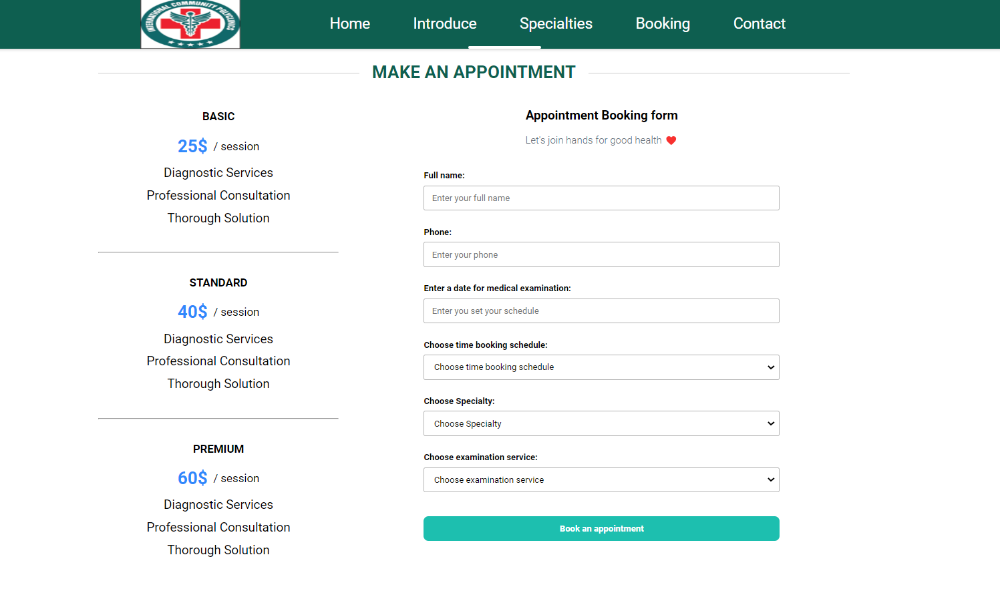 INTERNATIONAL COMMUNITY POLYCLINICS
Home Introduce Specialties Booking Contact
MAKE AN APPOINTMENT
BASIC
25$ / session
Diagnostic Services
Professional Consultation
Thorough Solution
STANDARD
40$ / session
Diagnostic Services
Professional Consultation
Thorough Solution
PREMIUM
60$ / session
Diagnostic Services
Professional Consultation
Thorough Solution
Appointment Booking form
Let's join hands for good health
Full name:
Enter your full name
Phone:
Enter your phone
Enter a date for medical examination:
Enter you set your schedule
Choose time booking schedule:
Choose time booking schedule
Choose Specialty:
Choose Specialty
Choose examination service:
Choose examination service
Book an appointment